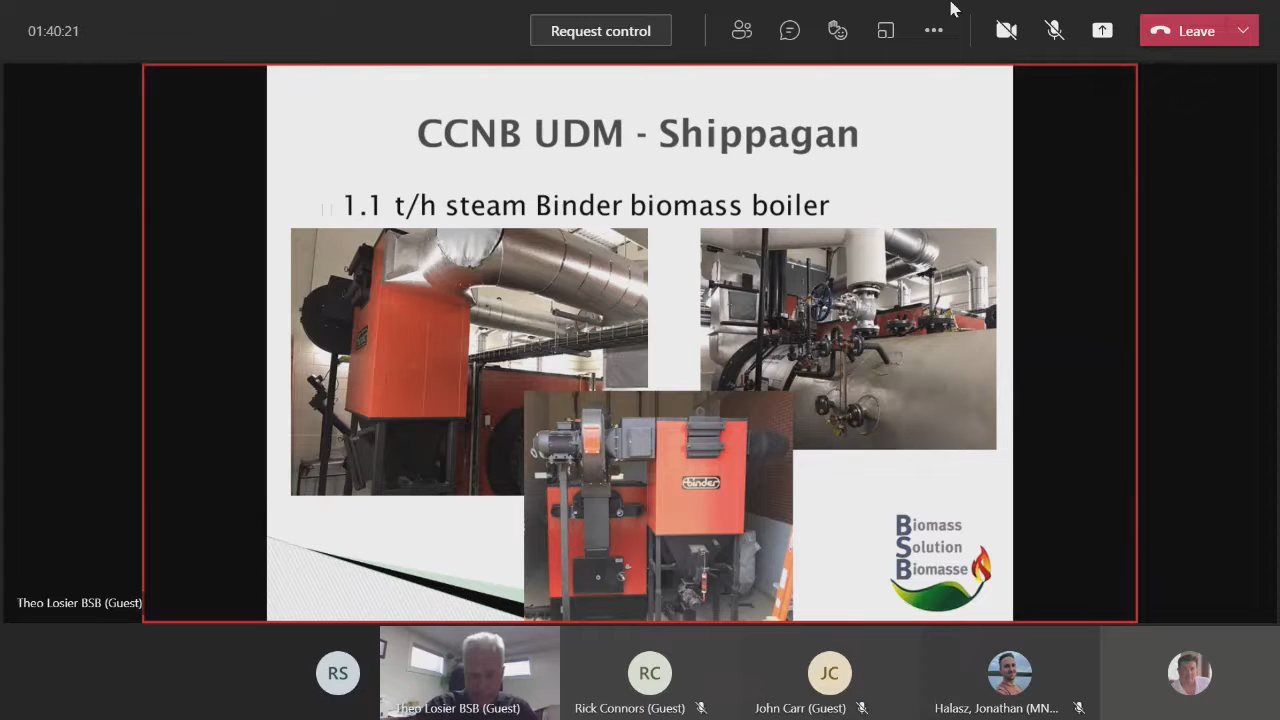 01:40:21
Request control
Leave
CCNB UDM - Shippagan
1.1 t/h steam Binder biomass boiler
binder
Biomass
Solution
Biomasse
Theo Losier BSB (Guest)
RS
RC
JC
Theo Losier BSB (Guest)
Rick Connors (Guest)
John Carr (Guest)
Halasz, Jonathan (MN...